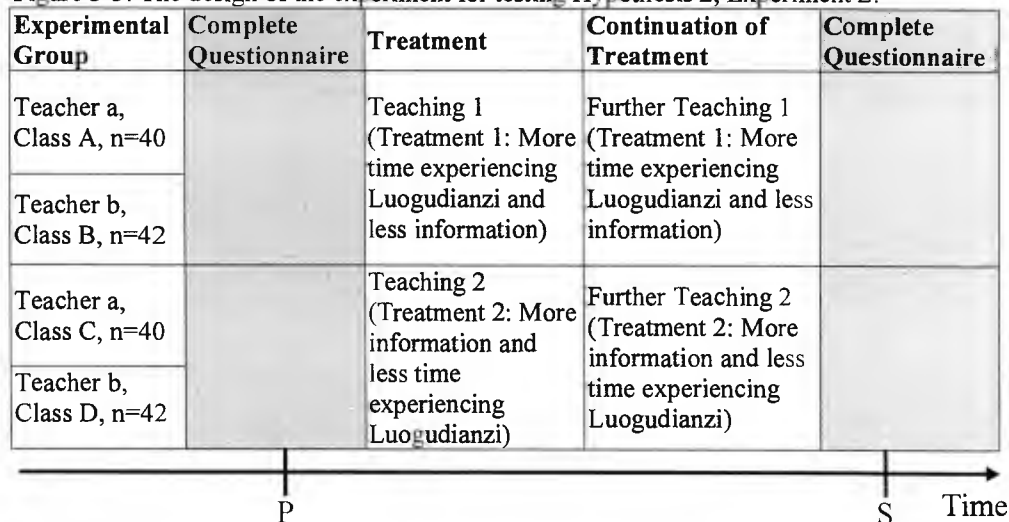 Experimental Group
Complete Questionnaire
Treatment
Continuation of Treatment
Complete Questionnaire
Teacher a,
Class A, n=40
Teaching 1
(Treatment 1: More
time experiencing
Luogudianzi and
less information)
Further Teaching 1
(Treatment 1: More
time experiencing
Luogudianzi and less
information)
Teacher b,
Class B, n=42
Teacher a,
Class C, n=40
Teaching 2
(Treatment 2: More
information and
less time
experiencing
Luogudianzi)
Further Teaching 2
(Treatment 2: More
information and less
time experiencing
Luogudianzi)
Teacher b,
Class D, n=42
P
S
Time